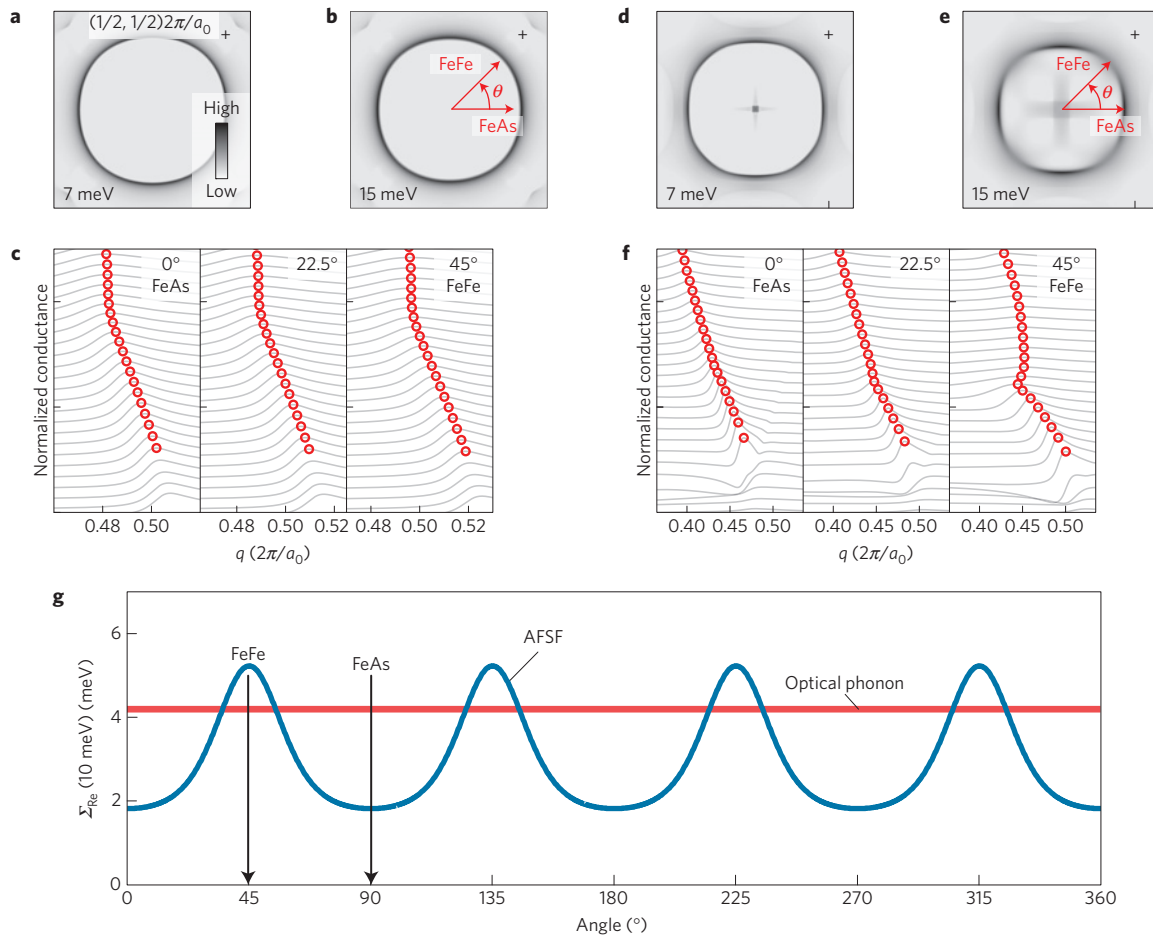 a
(1/2, 1/2)2π/a₀
+
High
Low
7 meV
b
+
FeFe
θ
FeAs
15 meV
d
+
7 meV
e
+
FeFe
θ
FeAs
15 meV
c
Normalized conductance
0°
FeAs
22.5°
45°
FeFe
0.48 0.50 0.48 0.50 0.52 0.48 0.50 0.52
q (2π/a₀)
f
Normalized conductance
0°
FeAs
22.5°
45°
FeFe
0.40 0.45 0.50 0.40 0.45 0.50 0.40 0.45 0.50
q (2π/a₀)
g
Σ_Re (10 meV) (meV)
6
4
2
0
FeFe
FeAs
AFSF
Optical phonon
0 45 90 135 180 225 270 315 360
Angle (°)